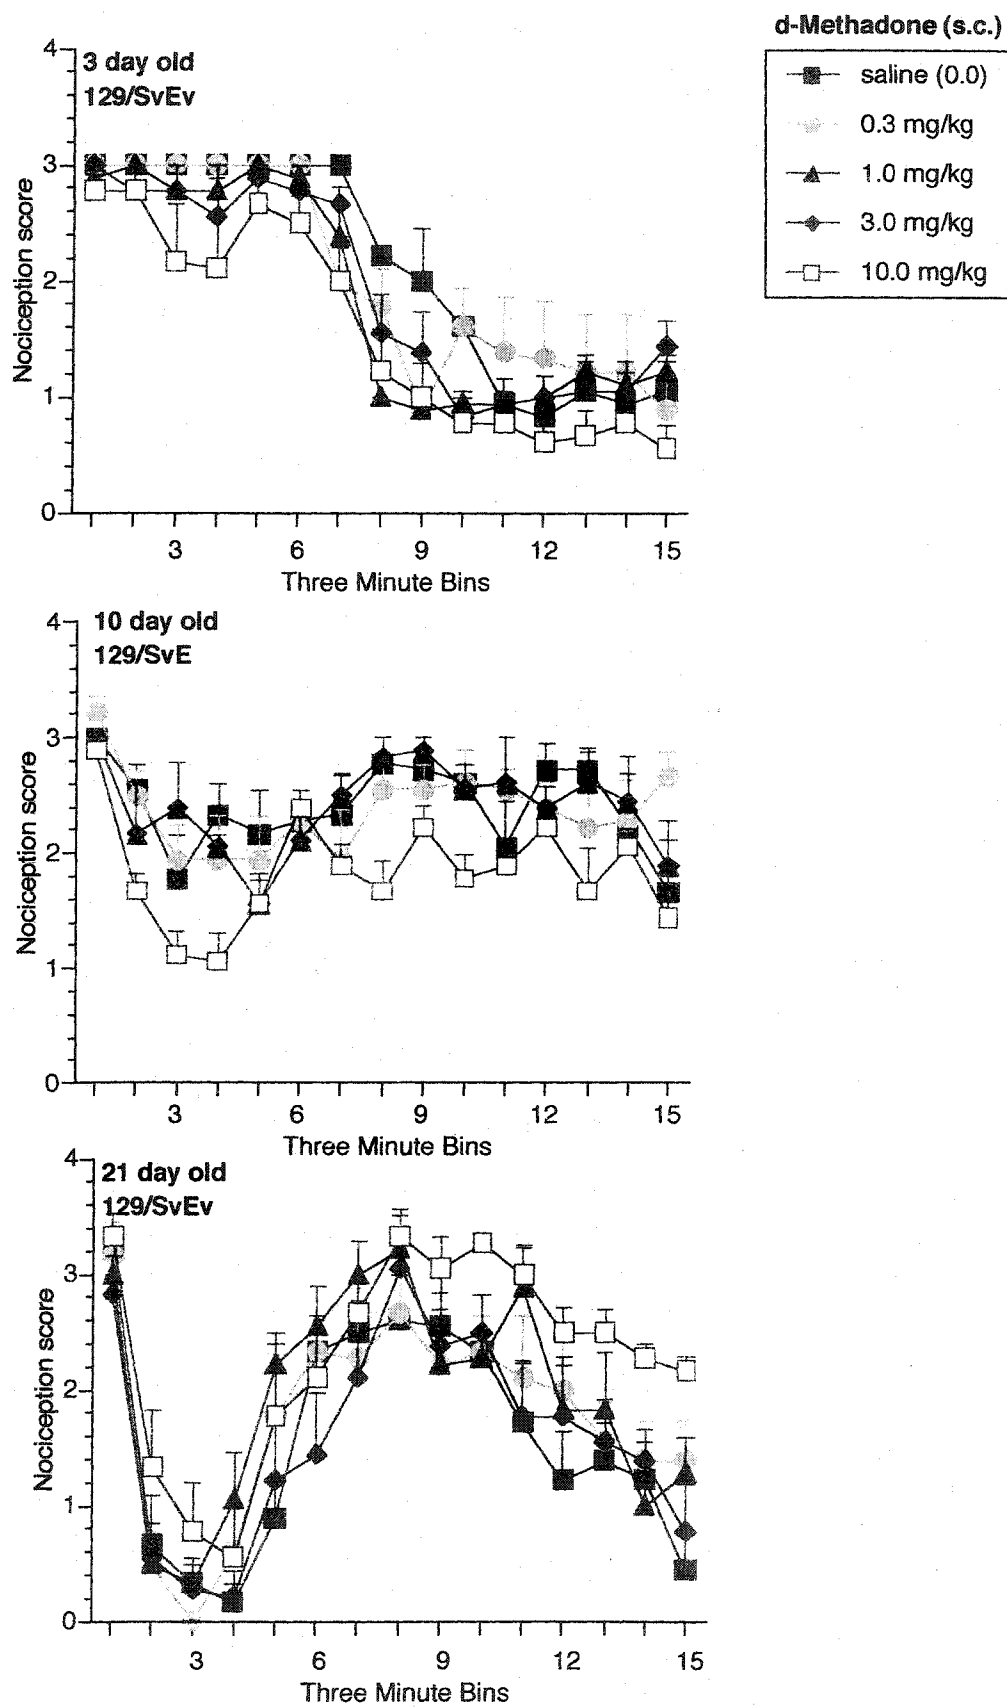 d-Methadone (s.c.)
saline (0.0)
0.3 mg/kg
1.0 mg/kg
3.0 mg/kg
10.0 mg/kg
3 day old
129/SvEv
4
3
2
1
0
Nociception score
3 6 9 12 15
Three Minute Bins
10 day old
129/SvE
4
3
2
1
0
Nociception score
3 6 9 12 15
Three Minute Bins
21 day old
129/SvEv
4
3
2
1
0
Nociception score
3 6 9 12 15
Three Minute Bins